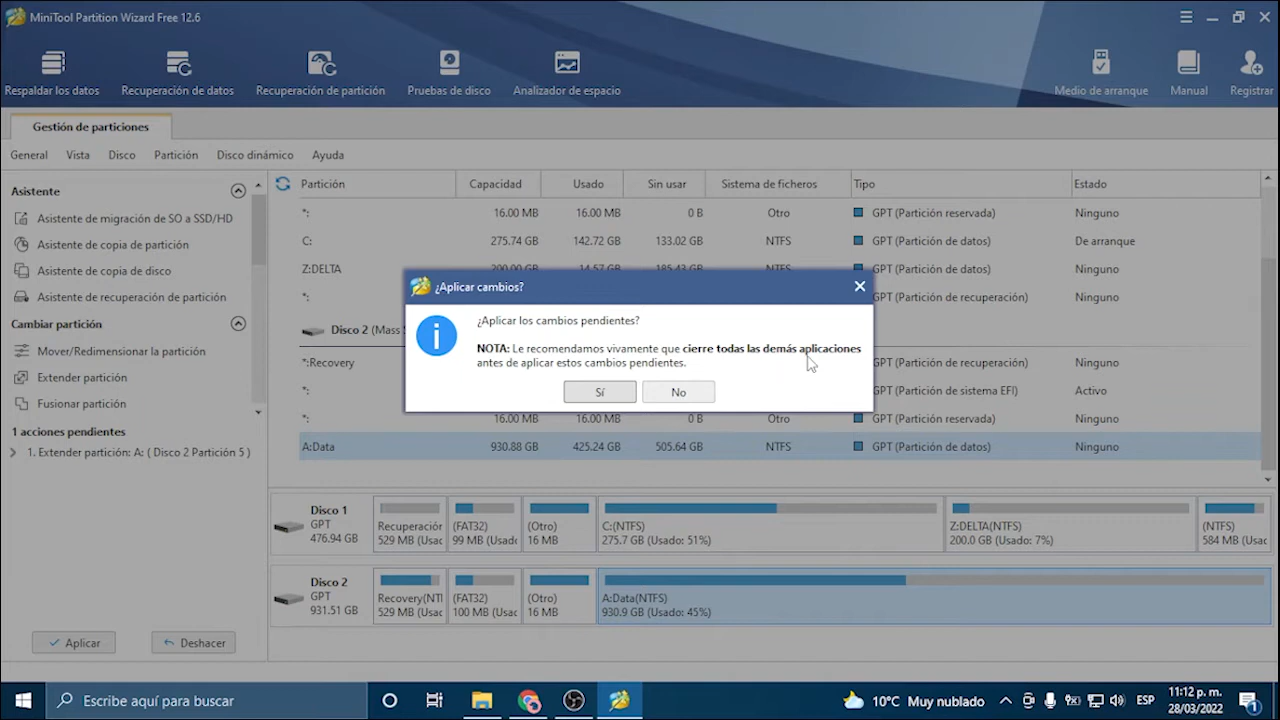 MiniTool Partition Wizard Free 12.6
Respaldar los datos
Recuperación de datos
Recuperación de partición
Pruebas de disco
Analizador de espacio
Medio de arranque
Manual
Registrar
Gestión de particiones
General Vista Disco Partición Disco dinámico Ayuda
Asistente
Asistente de migración de SO a SSD/HD
Asistente de copia de partición
Asistente de copia de disco
Asistente de recuperación de partición
Cambiar partición
Mover/Redimensionar la partición
Extender partición
Fusionar partición
1 acciones pendientes
1. Extender partición: A: ( Disco 2 Partición 5 )
Aplicar
Deshacer
Partición Capacidad Usado Sin usar Sistema de ficheros Tipo Estado
*: 16.00 MB 16.00 MB 0 B Otro GPT (Partición reservada) Ninguno
C: 275.74 GB 142.72 GB 133.02 GB NTFS GPT (Partición de datos) De arranque
Z:DELTA 200.00 GB 14.57 GB 185.43 GB NTFS GPT (Partición de datos) Ninguno
*: GPT (Partición de recuperación) Ninguno
Disco 2 (Mass
*:Recovery GPT (Partición de recuperación) Ninguno
*: GPT (Partición de sistema EFI) Activo
*: 16.00 MB 16.00 MB 0 B Otro GPT (Partición reservada) Ninguno
A:Data 930.88 GB 425.24 GB 505.64 GB NTFS GPT (Partición de datos) Ninguno
¿Aplicar cambios?
¿Aplicar los cambios pendientes?
NOTA: Le recomendamos vivamente que cierre todas las demás aplicaciones
antes de aplicar estos cambios pendientes.
Sí
No
Disco 1
GPT
476.94 GB
Recuperación
529 MB (Usac
(FAT32)
99 MB (Usadc
(Otro)
16 MB
C:(NTFS)
275.7 GB (Usado: 51%)
Z:DELTA(NTFS)
200.0 GB (Usado: 7%)
(NTFS)
584 MB (Usac
Disco 2
GPT
931.51 GB
Recovery(NTI
529 MB (Usac
(FAT32)
100 MB (Usac
(Otro)
16 MB
A:Data(NTFS)
930.9 GB (Usado: 45%)
Escribe aquí para buscar
10°C Muy nublado
ESP
11:12 p. m.
28/03/2022
1